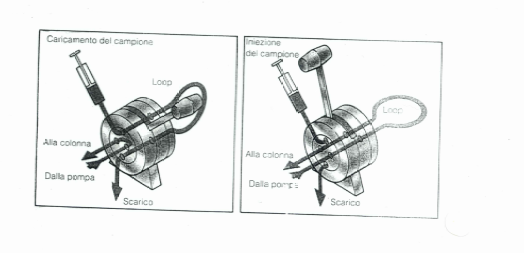 Caricamento del campione
Loop
Alla colonna
Dalla pompa
Scarico
Iniezione
del campione
Loop
Alla colonna
Dalla pompa
Scarico